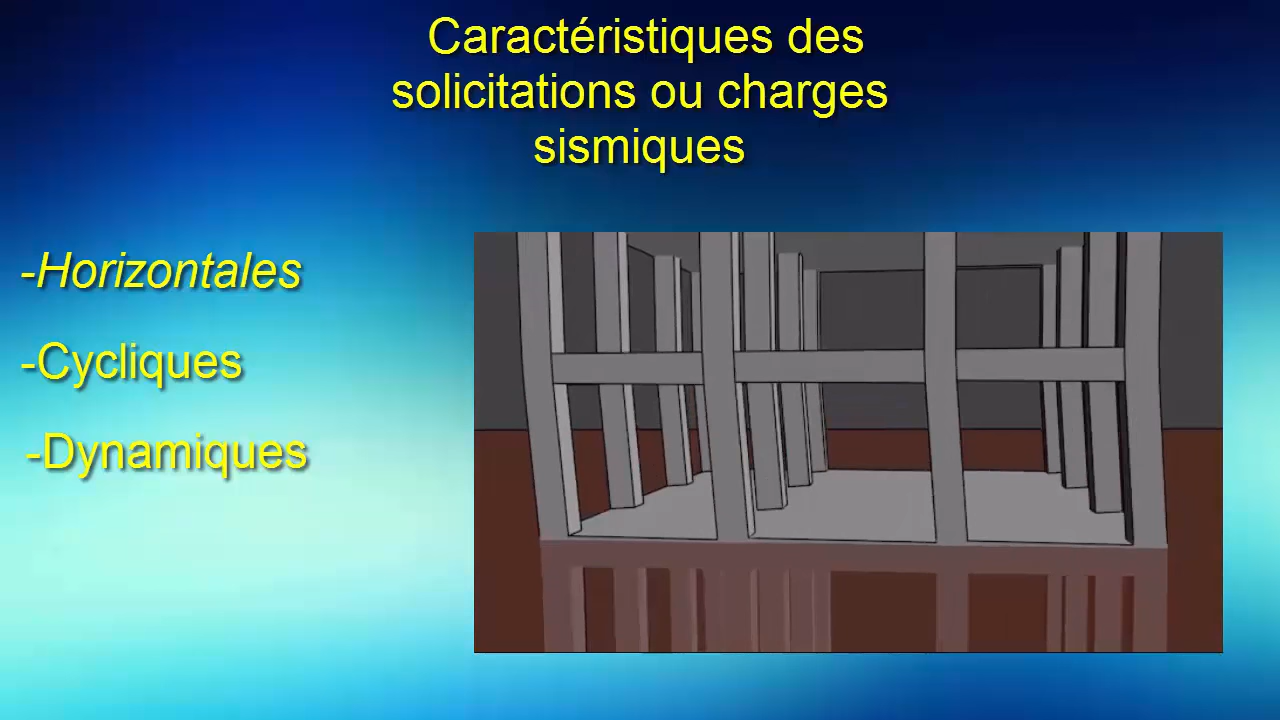 Caractéristiques des
solicitations ou charges
sismiques
-Horizontales
-Cycliques
-Dynamiques